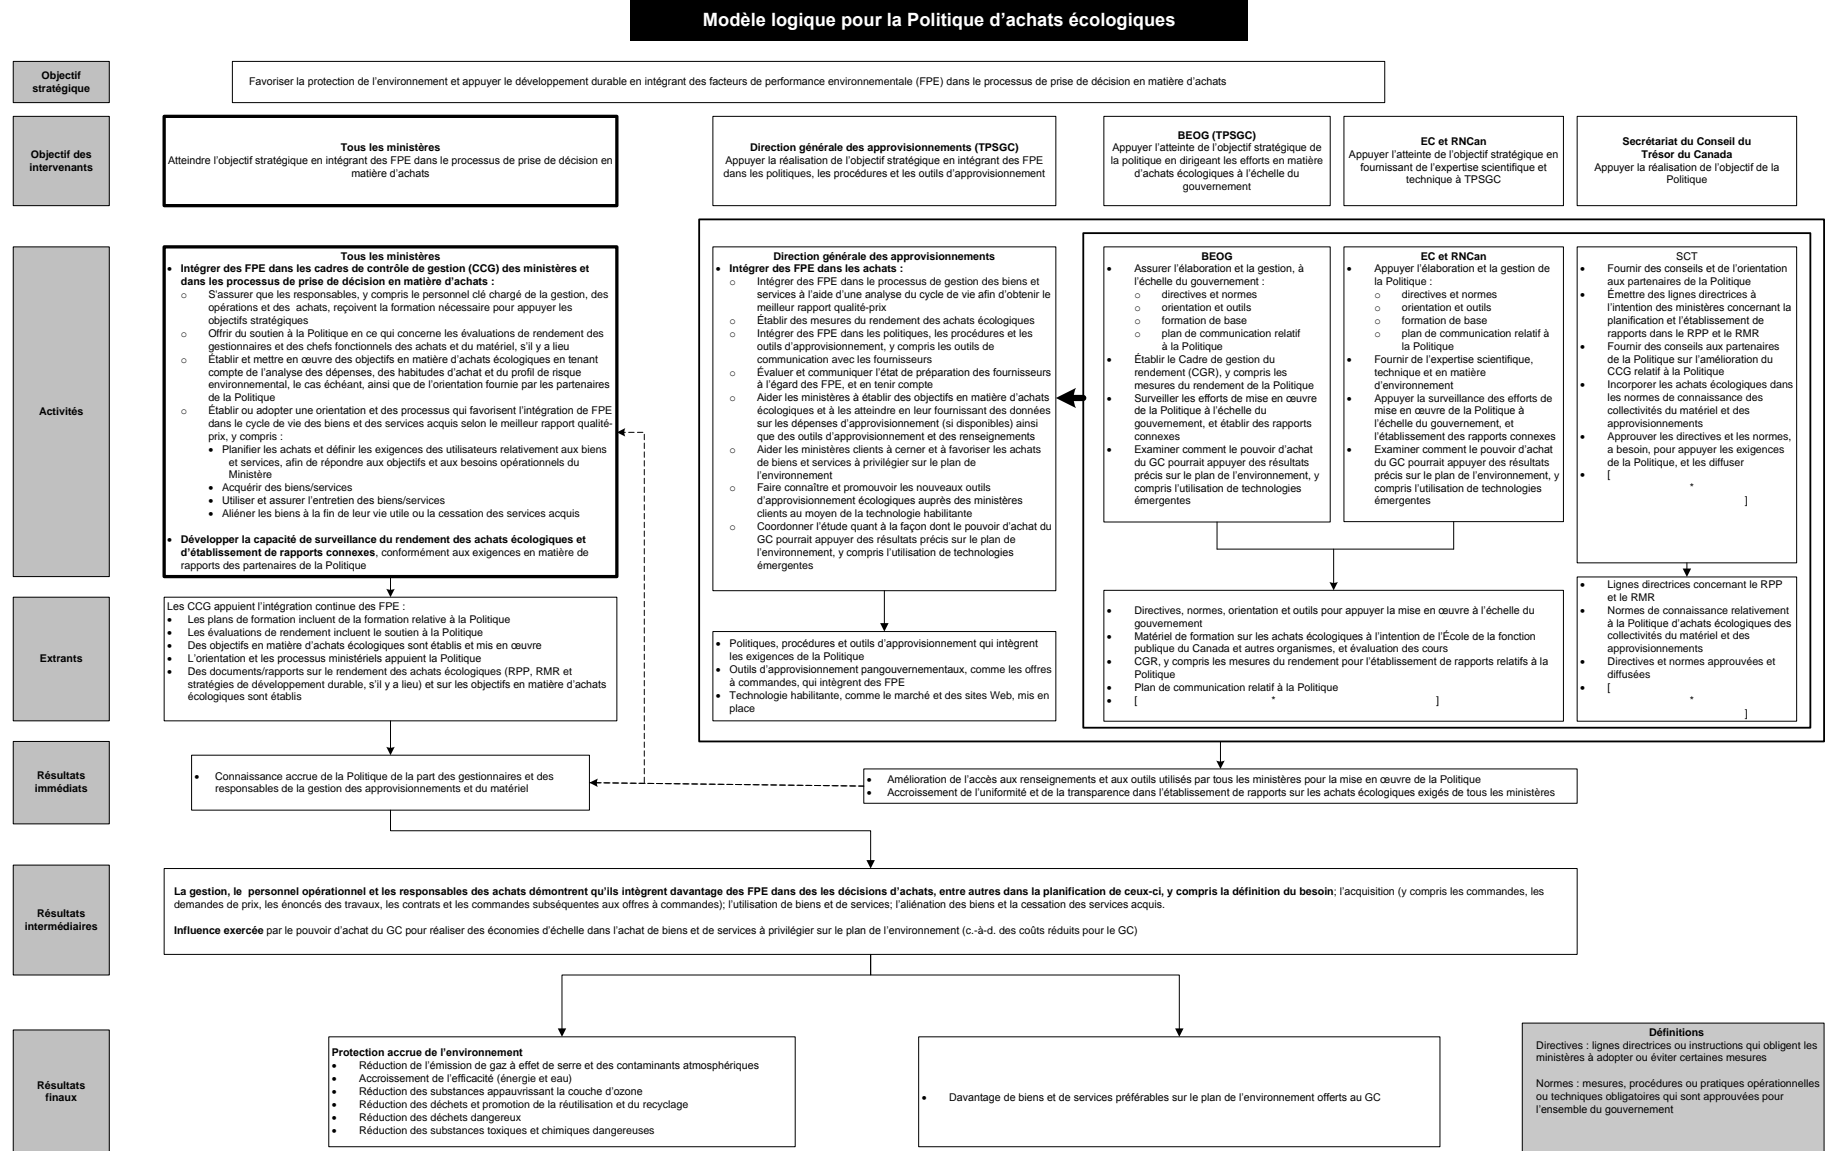 Modèle logique pour la Politique d'achats écologiques
Objectif
stratégique
Favoriser la protection de l'environnement et appuyer le développement durable en intégrant des facteurs de performance environnementale (FPE) dans le processus de prise de décision en matière d'achats
Objectif des
intervenants
Tous les ministères
Atteindre l'objectif stratégique en intégrant des FPE dans le processus de prise de décision en
matière d'achats
Direction générale des approvisionnements (TPSGC)
Appuyer la réalisation de l'objectif stratégique en intégrant des FPE
dans les politiques, les procédures et les outils d'approvisionnement
BEOG (TPSGC)
Appuyer l'atteinte de l'objectif stratégique de
la politique en dirigeant les efforts en matière
d'achats écologiques à l'échelle du
gouvernement
EC et RNCan
Appuyer l'atteinte de l'objectif stratégique en
fournissant de l'expertise scientifique et
technique à TPSGC
Secrétariat du Conseil du
Trésor du Canada
Appuyer la réalisation de l'objectif de la
Politique
Activités
Tous les ministères
• Intégrer des FPE dans les cadres de contrôle de gestion (CCG) des ministères et
dans les processus de prise de décision en matière d'achats :
o S'assurer que les responsables, y compris le personnel clé chargé de la gestion, des
opérations et des achats, reçoivent la formation nécessaire pour appuyer les
objectifs stratégiques
o Offrir du soutien à la Politique en ce qui concerne les évaluations de rendement des
gestionnaires et des chefs fonctionnels des achats et du matériel, s'il y a lieu
o Établir et mettre en œuvre des objectifs en matière d'achats écologiques en tenant
compte de l'analyse des dépenses, des habitudes d'achat et du profil de risque
environnemental, le cas échéant, ainsi que de l'orientation fournie par les partenaires
de la Politique
o Établir ou adopter une orientation et des processus qui favorisent l'intégration de FPE
dans le cycle de vie des biens et des services acquis selon le meilleur rapport qualité-
prix, y compris :
• Planifier les achats et définir les exigences des utilisateurs relativement aux biens
et services, afin de répondre aux objectifs et aux besoins opérationnels du
Ministère
• Acquérir des biens/services
• Utiliser et assurer l'entretien des biens/services
• Aliéner les biens à la fin de leur vie utile ou la cessation des services acquis
• Développer la capacité de surveillance du rendement des achats écologiques et
d'établissement de rapports connexes, conformément aux exigences en matière de
rapports des partenaires de la Politique
Direction générale des approvisionnements
• Intégrer des FPE dans les achats :
o Intégrer des FPE dans le processus de gestion des biens et
services à l'aide d'une analyse du cycle de vie afin d'obtenir le
meilleur rapport qualité-prix
o Établir des mesures du rendement des achats écologiques
o Intégrer des FPE dans les politiques, les procédures et les
outils d'approvisionnement, y compris les outils de
communication avec les fournisseurs
o Évaluer et communiquer l'état de préparation des fournisseurs
à l'égard des FPE, et en tenir compte
o Aider les ministères à établir des objectifs en matière d'achats
écologiques et à les atteindre en leur fournissant des données
sur les dépenses d'approvisionnement (si disponibles) ainsi
que des outils d'approvisionnement et des renseignements
o Aider les ministères clients à cerner et à favoriser les achats
de biens et services à privilégier sur le plan de
l'environnement
o Faire connaître et promouvoir les nouveaux outils
d'approvisionnement écologiques auprès des ministères
clients au moyen de la technologie habilitante
o Coordonner l'étude quant à la façon dont le pouvoir d'achat du
GC pourrait appuyer des résultats précis sur le plan de
l'environnement, y compris l'utilisation de technologies
émergentes
BEOG
• Assurer l'élaboration et la gestion, à
l'échelle du gouvernement :
o directives et normes
o orientation et outils
o formation de base
o plan de communication relatif
à la Politique
• Établir le Cadre de gestion du
rendement (CGR), y compris les
mesures du rendement de la Politique
• Surveiller les efforts de mise en œuvre
de la Politique à l'échelle du
gouvernement, et établir des rapports
connexes
• Examiner comment le pouvoir d'achat
du GC pourrait appuyer des résultats
précis sur le plan de l'environnement, y
compris l'utilisation de technologies
émergentes
EC et RNCan
• Appuyer l'élaboration et la gestion de
la Politique :
o directives et normes
o orientation et outils
o formation de base
o plan de communication relatif à
la Politique
• Fournir de l'expertise scientifique,
technique et en matière
d'environnement
• Appuyer la surveillance des efforts de
mise en œuvre de la Politique à
l'échelle du gouvernement, et
l'établissement des rapports connexes
• Examiner comment le pouvoir d'achat
du GC pourrait appuyer des résultats
précis sur le plan de l'environnement, y
compris l'utilisation de technologies
émergentes
SCT
• Fournir des conseils et de l'orientation
aux partenaires de la Politique
• Émettre des lignes directrices à
l'intention des ministères concernant la
planification et l'établissement de
rapports dans le RPP et le RMR
• Fournir des conseils aux partenaires
de la Politique sur l'amélioration du
CCG relatif à la Politique
• Incorporer les achats écologiques dans
les normes de connaissance des
collectivités du matériel et des
approvisionnements
• Approuver les directives et les normes,
a besoin, pour appuyer les exigences
de la Politique, et les diffuser
• [
*
]
Extrants
Les CCG appuient l'intégration continue des FPE :
• Les plans de formation incluent de la formation relative à la Politique
• Les évaluations de rendement incluent le soutien à la Politique
• Des objectifs en matière d'achats écologiques sont établis et mis en œuvre
• L'orientation et les processus ministériels appuient la Politique
• Des documents/rapports sur le rendement des achats écologiques (RPP, RMR et
stratégies de développement durable, s'il y a lieu) et sur les objectifs en matière d'achats
écologiques sont établis
• Politiques, procédures et outils d'approvisionnement qui intègrent
les exigences de la Politique
• Outils d'approvisionnement pangouvernementaux, comme les offres
à commandes, qui intègrent des FPE
• Technologie habilitante, comme le marché et des sites Web, mis en
place
• Directives, normes, orientation et outils pour appuyer la mise en œuvre à l'échelle du
gouvernement
• Matériel de formation sur les achats écologiques à l'intention de l'École de la fonction
publique du Canada et autres organismes, et évaluation des cours
• CGR, y compris les mesures du rendement pour l'établissement de rapports relatifs à la
Politique
• Plan de communication relatif à la Politique
• [ * ]
• Lignes directrices concernant le RPP
et le RMR
• Normes de connaissance relativement
à la Politique d'achats écologiques des
collectivités du matériel et des
approvisionnements
• Directives et normes approuvées et
diffusées
• [
*
]
Résultats
immédiats
• Connaissance accrue de la Politique de la part des gestionnaires et des
responsables de la gestion des approvisionnements et du matériel
• Amélioration de l'accès aux renseignements et aux outils utilisés par tous les ministères pour la mise en œuvre de la Politique
• Accroissement de l'uniformité et de la transparence dans l'établissement de rapports sur les achats écologiques exigés de tous les ministères
Résultats
intermédiaires
La gestion, le personnel opérationnel et les responsables des achats démontrent qu'ils intègrent davantage des FPE dans des les décisions d'achats, entre autres dans la planification de ceux-ci, y compris la définition du besoin; l'acquisition (y compris les commandes, les
demandes de prix, les énoncés des travaux, les contrats et les commandes subséquentes aux offres à commandes); l'utilisation de biens et de services; l'aliénation des biens et la cessation des services acquis.
Influence exercée par le pouvoir d'achat du GC pour réaliser des économies d'échelle dans l'achat de biens et de services à privilégier sur le plan de l'environnement (c.-à-d. des coûts réduits pour le GC)
Résultats
finaux
Protection accrue de l'environnement
• Réduction de l'émission de gaz à effet de serre et des contaminants atmosphériques
• Accroissement de l'efficacité (énergie et eau)
• Réduction des substances appauvrissant la couche d'ozone
• Réduction des déchets et promotion de la réutilisation et du recyclage
• Réduction des déchets dangereux
• Réduction des substances toxiques et chimiques dangereuses
• Davantage de biens et de services préférables sur le plan de l'environnement offerts au GC
Définitions
Directives : lignes directrices ou instructions qui obligent les
ministères à adopter ou éviter certaines mesures
Normes : mesures, procédures ou pratiques opérationnelles
ou techniques obligatoires qui sont approuvées pour
l'ensemble du gouvernement